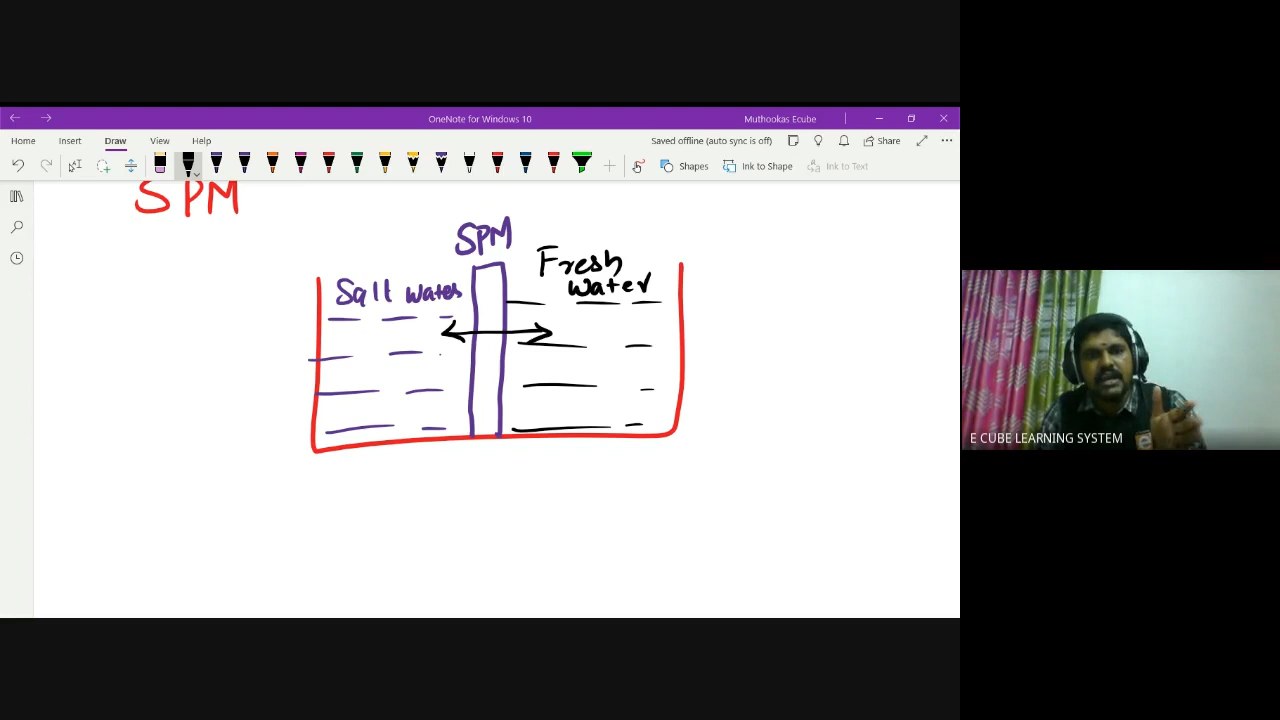 OneNote for Windows 10
Muthookas Ecube
Home Insert Draw View Help
Saved offline (auto sync is off)
Share
Shapes
Ink to Shape
Ink to Text
SPM
SPM
Fresh
water
Salt water
E CUBE LEARNING SYSTEM